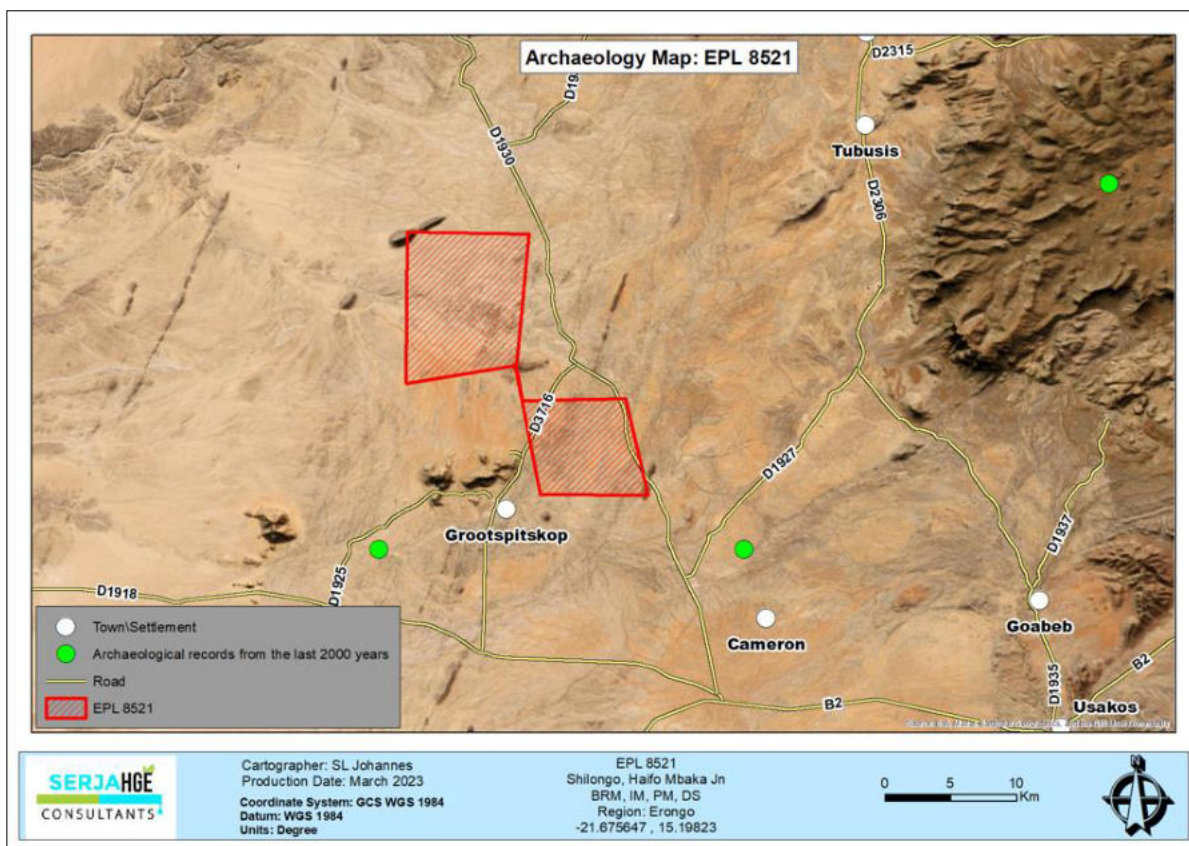 Archaeology Map: EPL 8521
D2315
D1930
Tubusis
D2306
D3716
D1927
Grootspitskop
D1937
D1925
D1918
Goabeb
Cameron
D1935
B2
Usakos
B2
Town\Settlement
Archaeological records from the last 2000 years
Road
EPL 8521
SERJAHGE
CONSULTANTS
Cartographer: SL Johannes
Production Date: March 2023
Coordinate System: GCS WGS 1984
Datum: WGS 1984
Units: Degree
EPL 8521
Shilongo, Haifo Mbaka Jn
BRM, IM, PM, DS
Region: Erongo
-21.675647 , 15.19823
0 5 10
Km